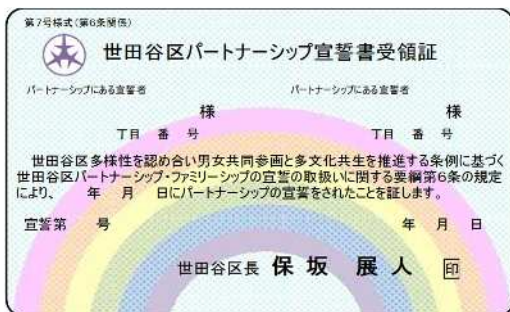 第7号様式(第6条関係)
世田谷区パートナーシップ宣誓書受領証
パートナーシップにある宣誓者 パートナーシップにある宣誓者
様 様
丁目 番 号 丁目 番 号
世田谷区多様性を認め合い男女共同参画と多文化共生を推進する条例に基づく
世田谷区パートナーシップ・ファミリーシップの宣誓の取扱いに関する要綱第6条の規定
により、 年 月 日にパートナーシップの宣誓をされたことを証します。
宣誓第 号 年 月 日
世田谷区長 保坂 展人 印